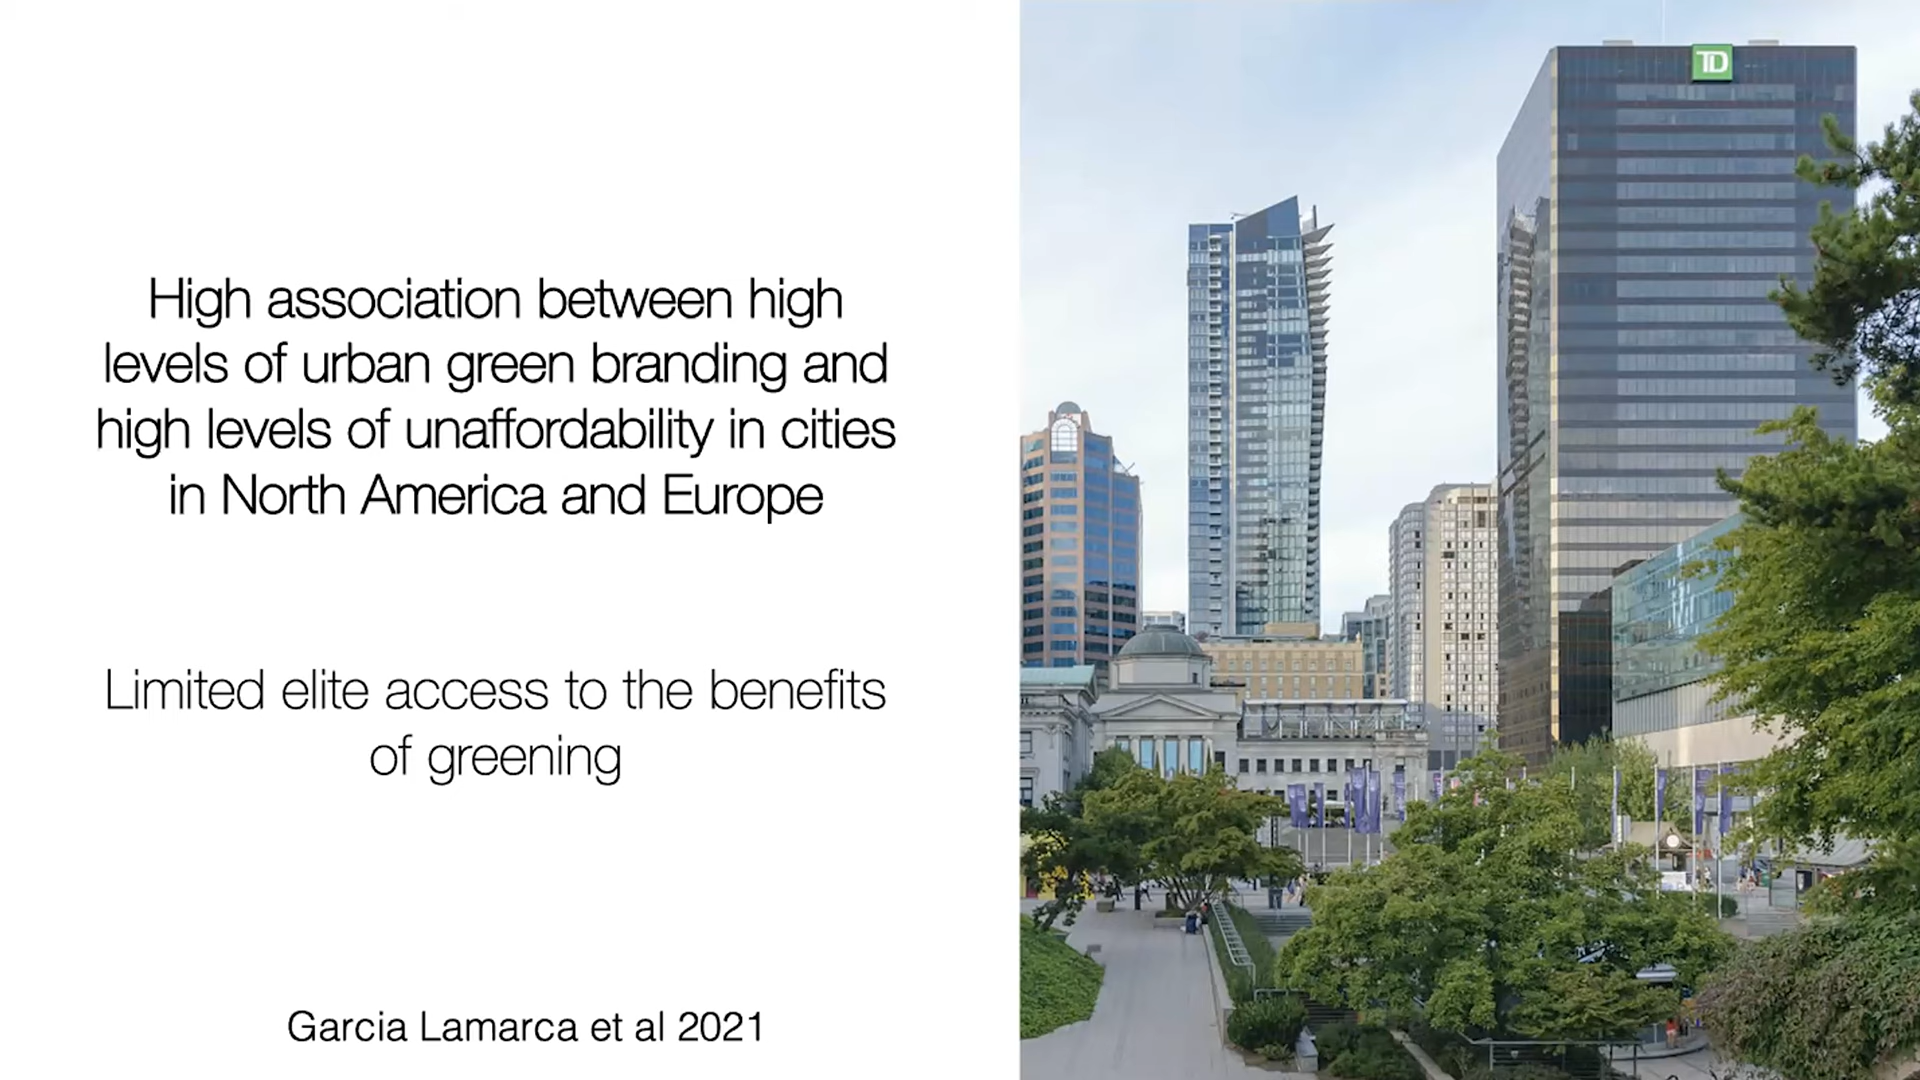 High association between high
levels of urban green branding and
high levels of unaffordability in cities
in North America and Europe
Limited elite access to the benefits
of greening
Garcia Lamarca et al 2021
TD